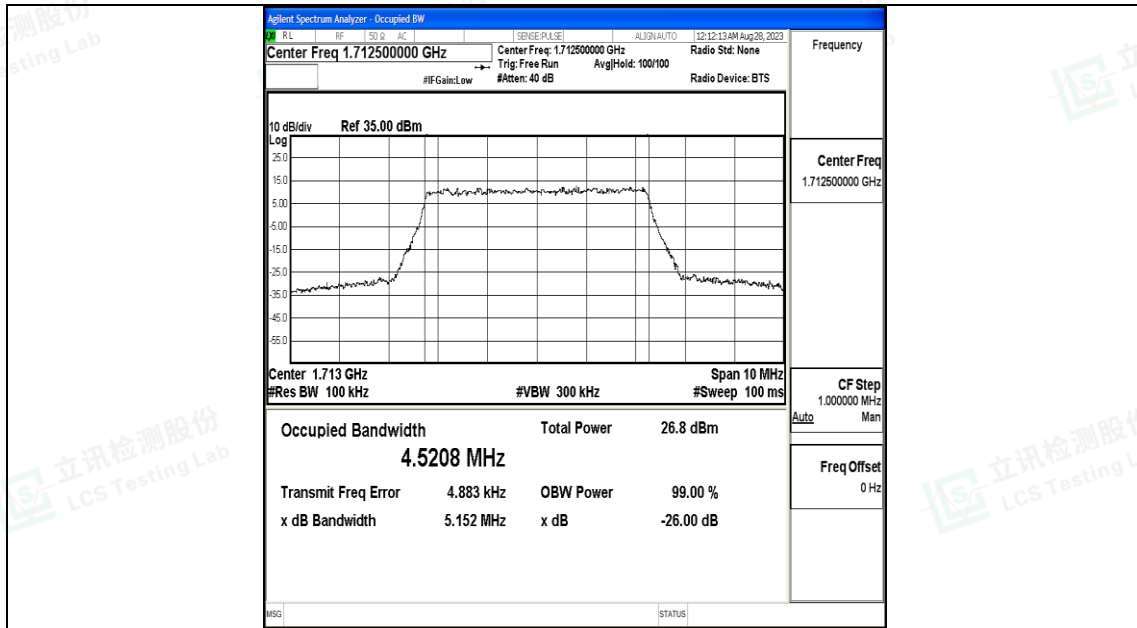 Agilent Spectrum Analyzer - Occupied BW
LXI RL RF 50 Ω AC SENSE:PULSE ALIGNAUTO 12:12:13 AM Aug 28, 2023
Center Freq 1.712500000 GHz
Center Freq: 1.712500000 GHz Radio Std: None
Trig: Free Run Avg|Hold: 100/100
#IFGain:Low #Atten: 40 dB Radio Device: BTS
10 dB/div Ref 35.00 dBm
Log
25.0
15.0
5.00
-5.00
-15.0
-25.0
-35.0
-45.0
-55.0
Center 1.713 GHz Span 10 MHz
#Res BW 100 kHz #VBW 300 kHz #Sweep 100 ms
Occupied Bandwidth Total Power 26.8 dBm
4.5208 MHz
Transmit Freq Error 4.883 kHz OBW Power 99.00 %
x dB Bandwidth 5.152 MHz x dB -26.00 dB
MSG STATUS
Frequency
Center Freq
1.712500000 GHz
CF Step
1.000000 MHz
Auto Man
Freq Offset
0 Hz
立讯检测股份
LCS Testing Lab
立讯检测股份
LCS Testing L
检测股份
esting Lab
立